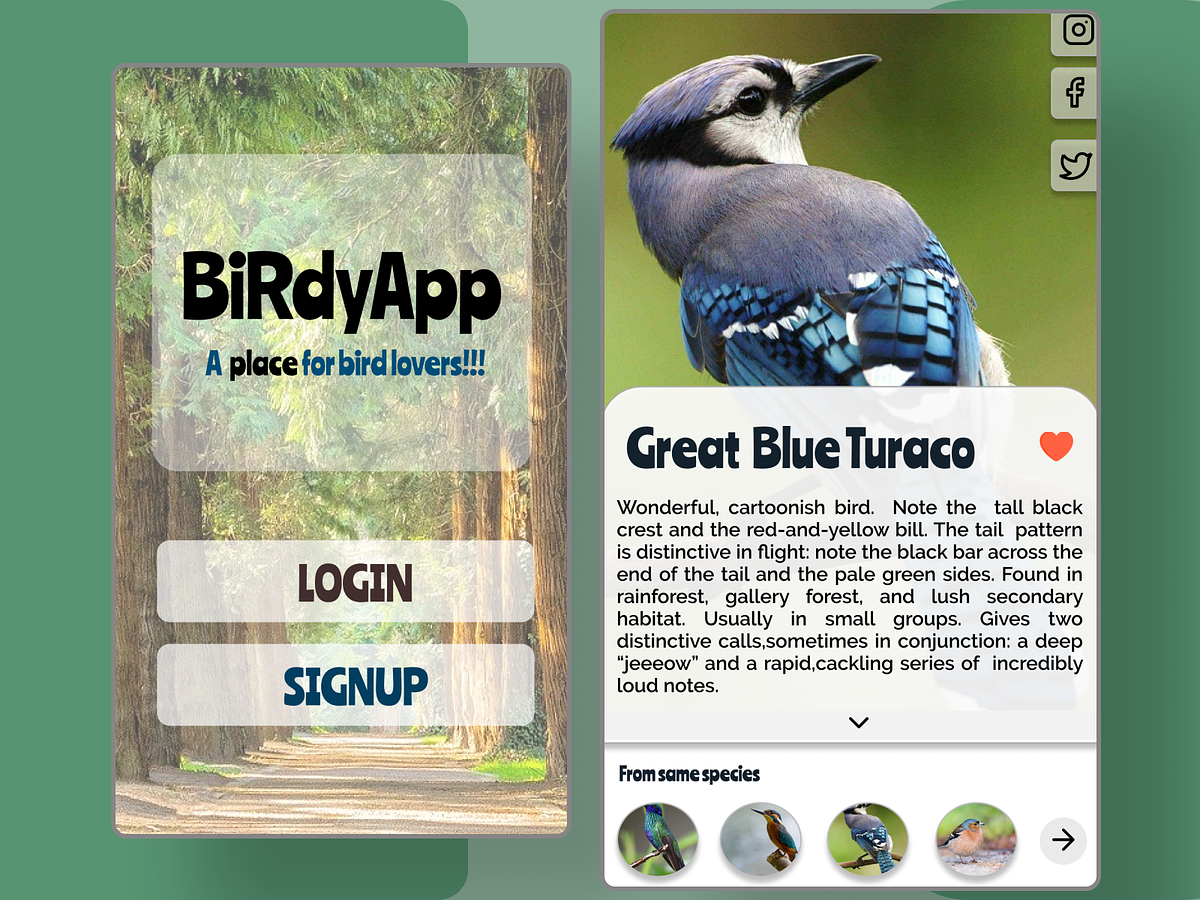 BiRdyApp
A place for bird lovers!!!
LOGIN
SIGNUP
Great Blue Turaco
Wonderful, cartoonish bird. Note the tall black
crest and the red-and-yellow bill. The tail pattern
is distinctive in flight: note the black bar across the
end of the tail and the pale green sides. Found in
rainforest, gallery forest, and lush secondary
habitat. Usually in small groups. Gives two
distinctive calls,sometimes in conjunction: a deep
“jeeeow” and a rapid,cackling series of incredibly
loud notes.
From same species